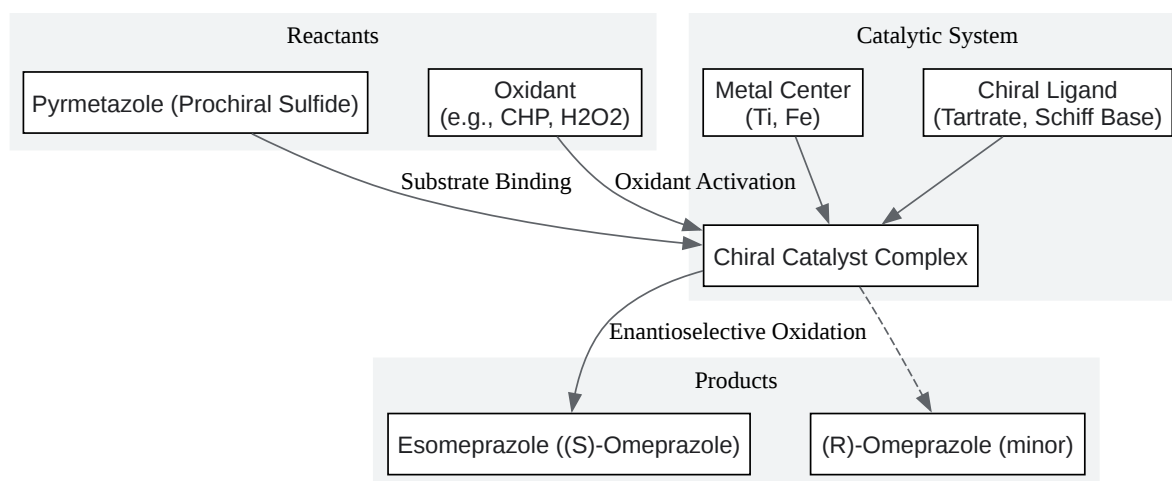 Reactants
Catalytic System
Pyrmetazole (Prochiral Sulfide)
Oxidant
(e.g., CHP, H2O2)
Metal Center
(Ti, Fe)
Chiral Ligand
(Tartrate, Schiff Base)
Substrate Binding
Oxidant Activation
Chiral Catalyst Complex
Enantioselective Oxidation
Products
Esomeprazole ((S)-Omeprazole)
(R)-Omeprazole (minor)